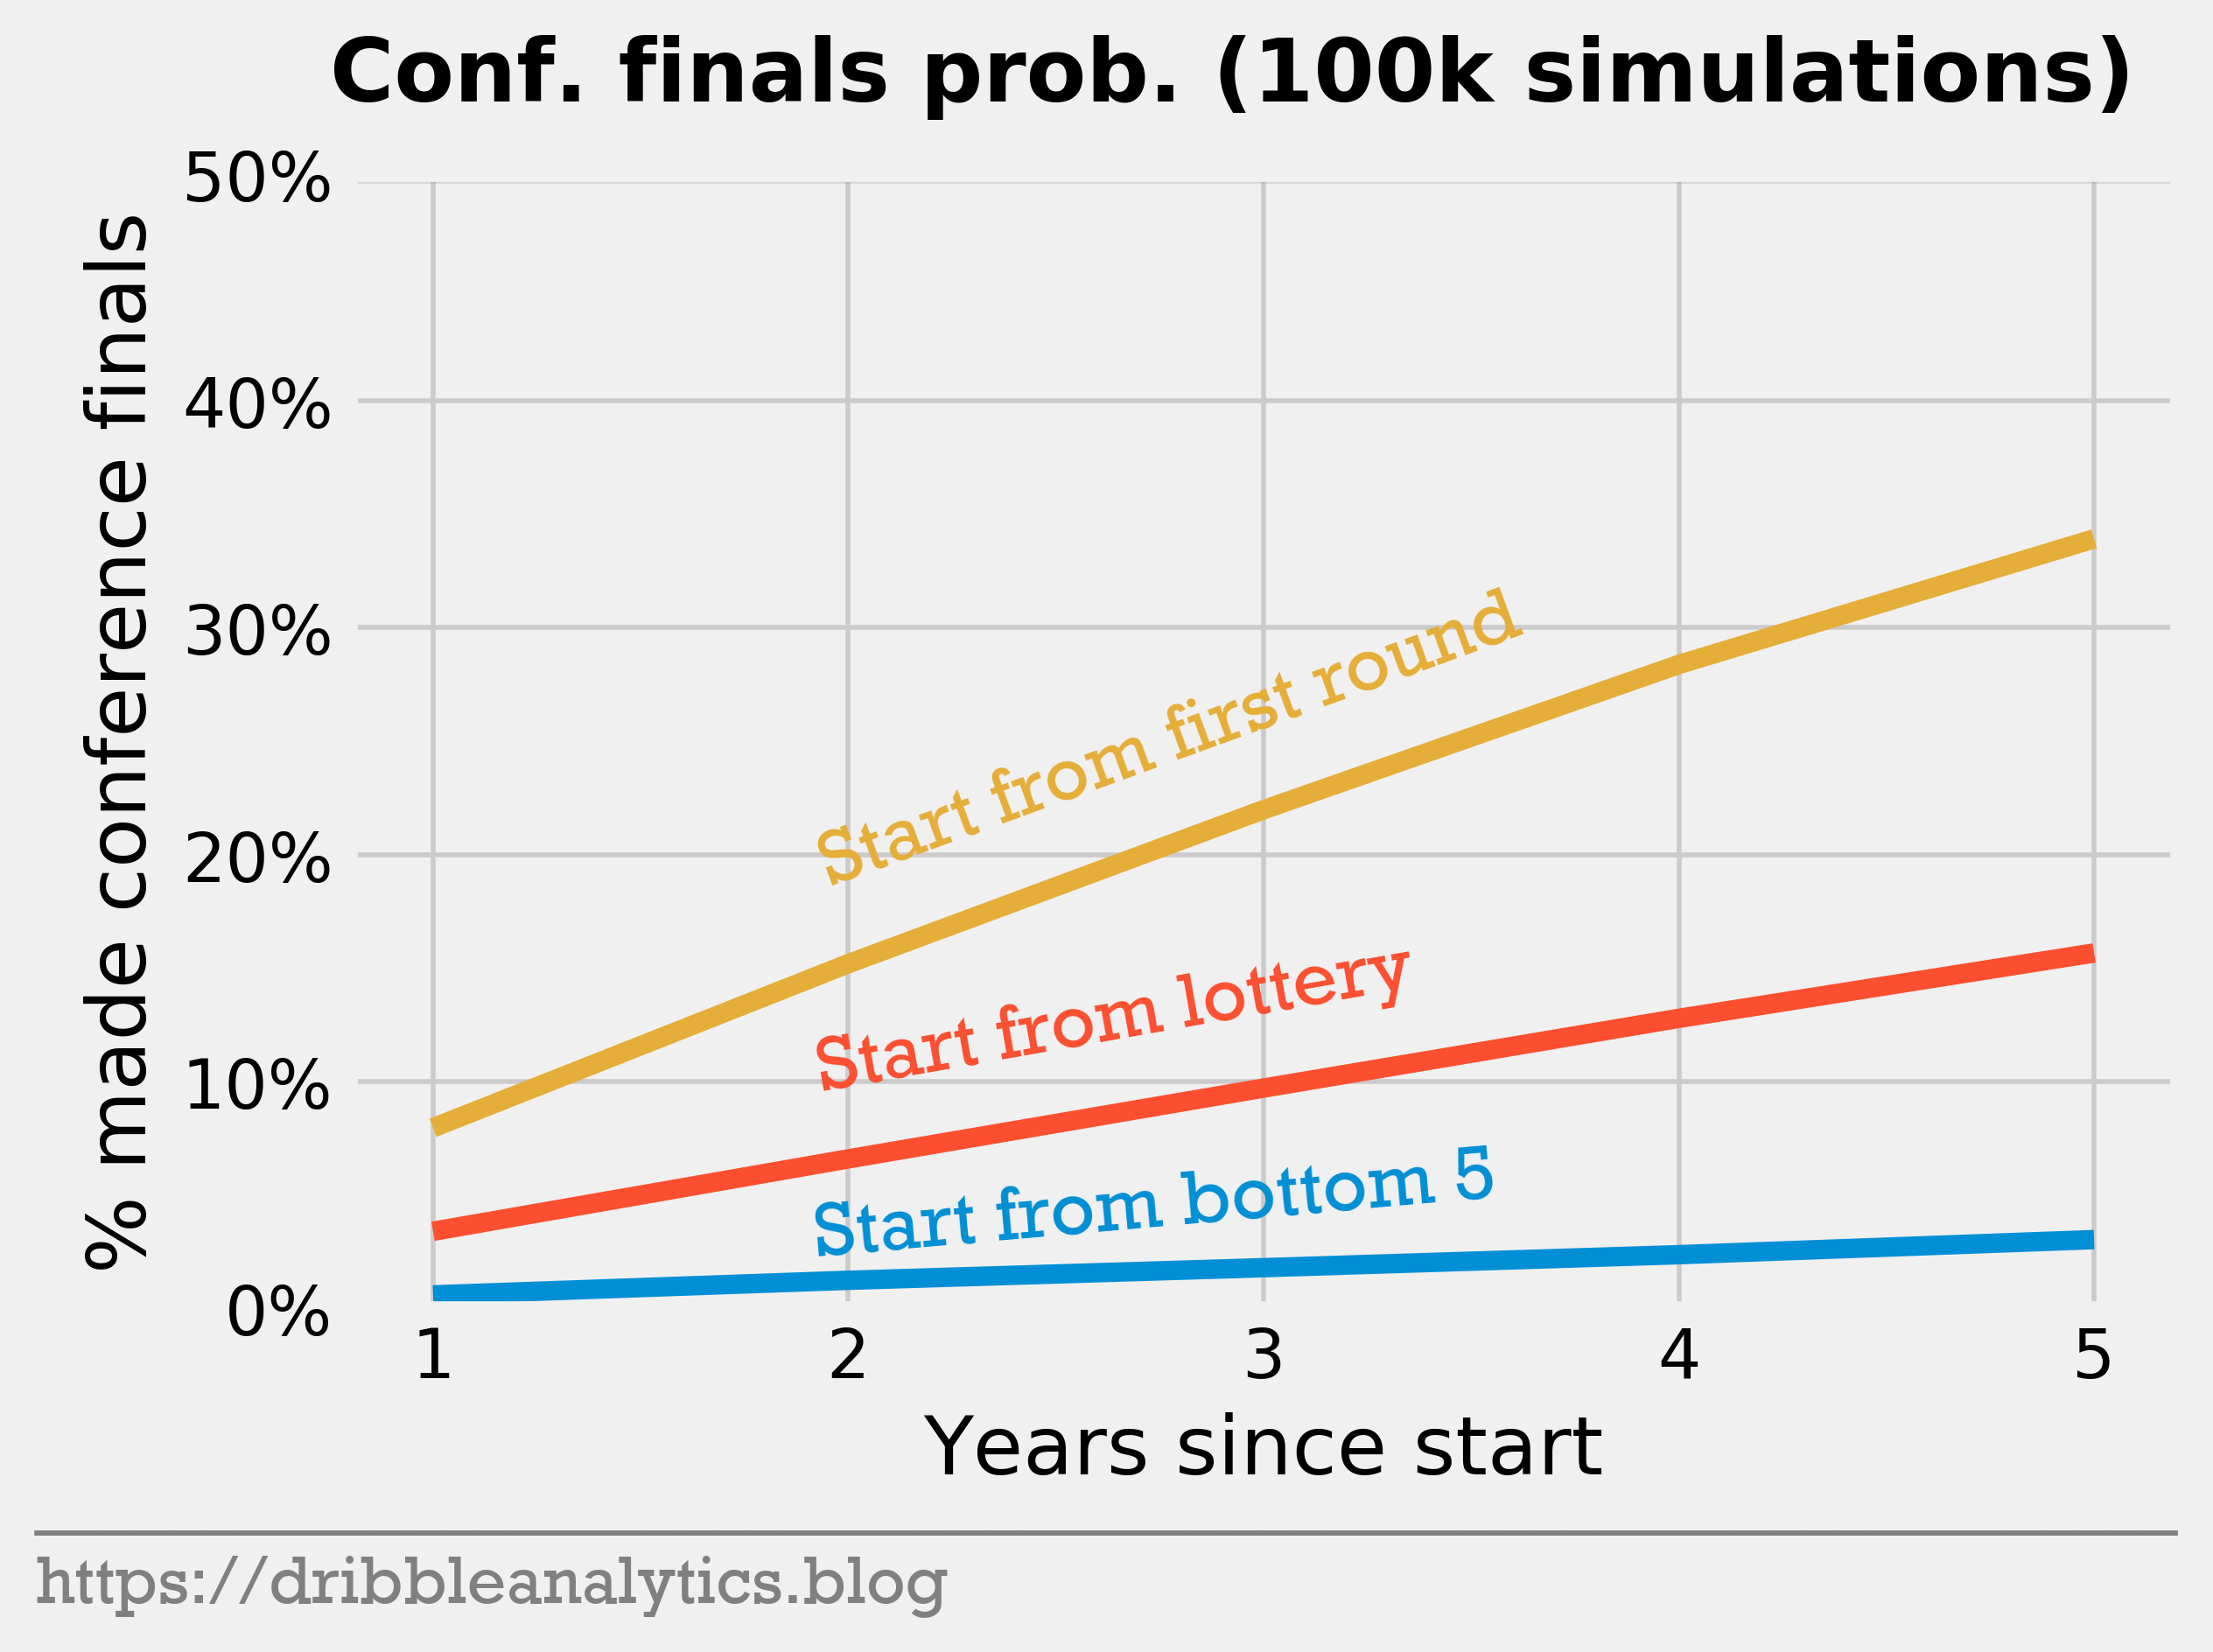 Conf. finals prob. (100k simulations)
% made conference finals
50%
40%
30%
20%
10%
0%
Start from first round
Start from lottery
Start from bottom 5
1 2 3 4 5
Years since start
https://dribbleanalytics.blog